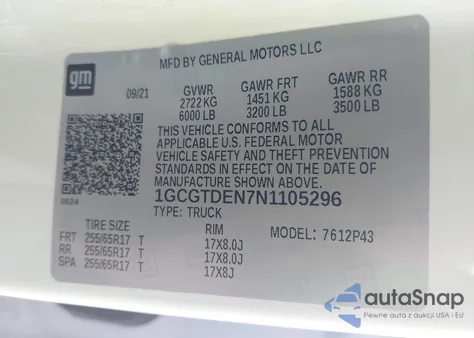 MFD BY GENERAL MOTORS LLC
gm
09/21
GVWR GAWR FRT GAWR RR
2722 KG 1451 KG 1588 KG
6000 LB 3200 LB 3500 LB
THIS VEHICLE CONFORMS TO ALL
APPLICABLE U.S. FEDERAL MOTOR
VEHICLE SAFETY AND THEFT PREVENTION
STANDARDS IN EFFECT ON THE DATE OF
MANUFACTURE SHOWN ABOVE.
1GCGTDEN7N1105296
TYPE: TRUCK
0624
TIRE SIZE RIM MODEL: 7612P43
FRT 255/65R17 T 17X8.0J
RR 255/65R17 T 17X8.0J
SPA 255/65R17 T 17X8J
autoSnap
Pewne auta z aukcji USA i EU